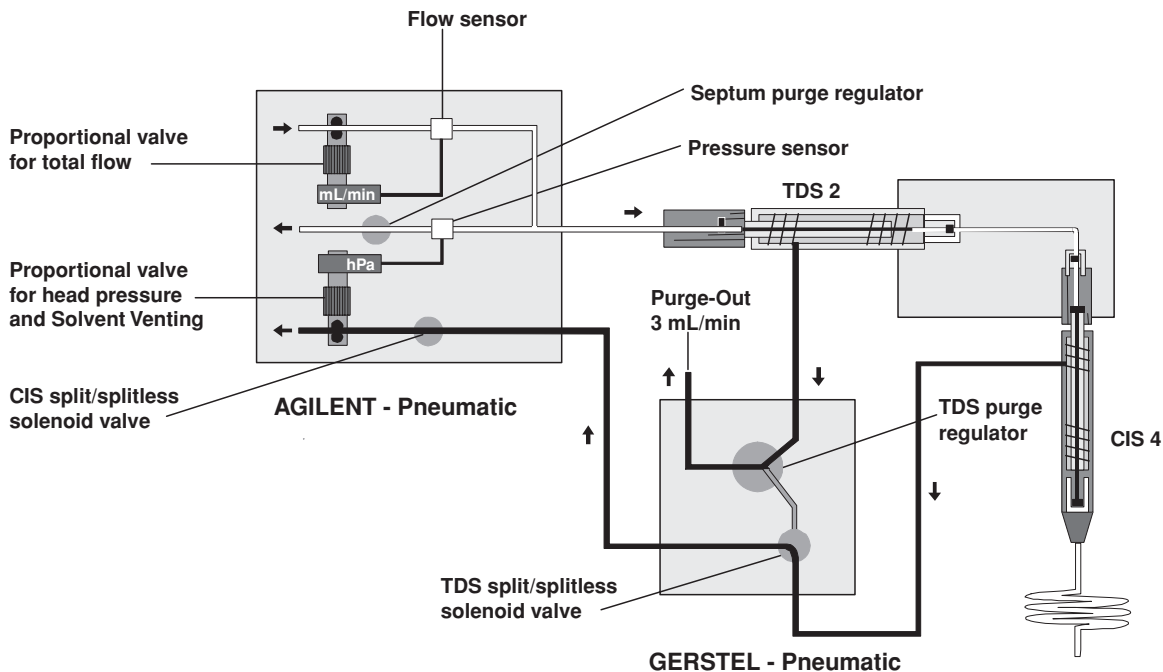 Flow sensor
Septum purge regulator
Proportional valve
for total flow
Pressure sensor
mL/min
TDS 2
hPa
Proportional valve
for head pressure
and Solvent Venting
Purge-Out
3 mL/min
CIS split/splitless
solenoid valve
AGILENT - Pneumatic
TDS purge
regulator
CIS 4
TDS split/splitless
solenoid valve
GERSTEL - Pneumatic